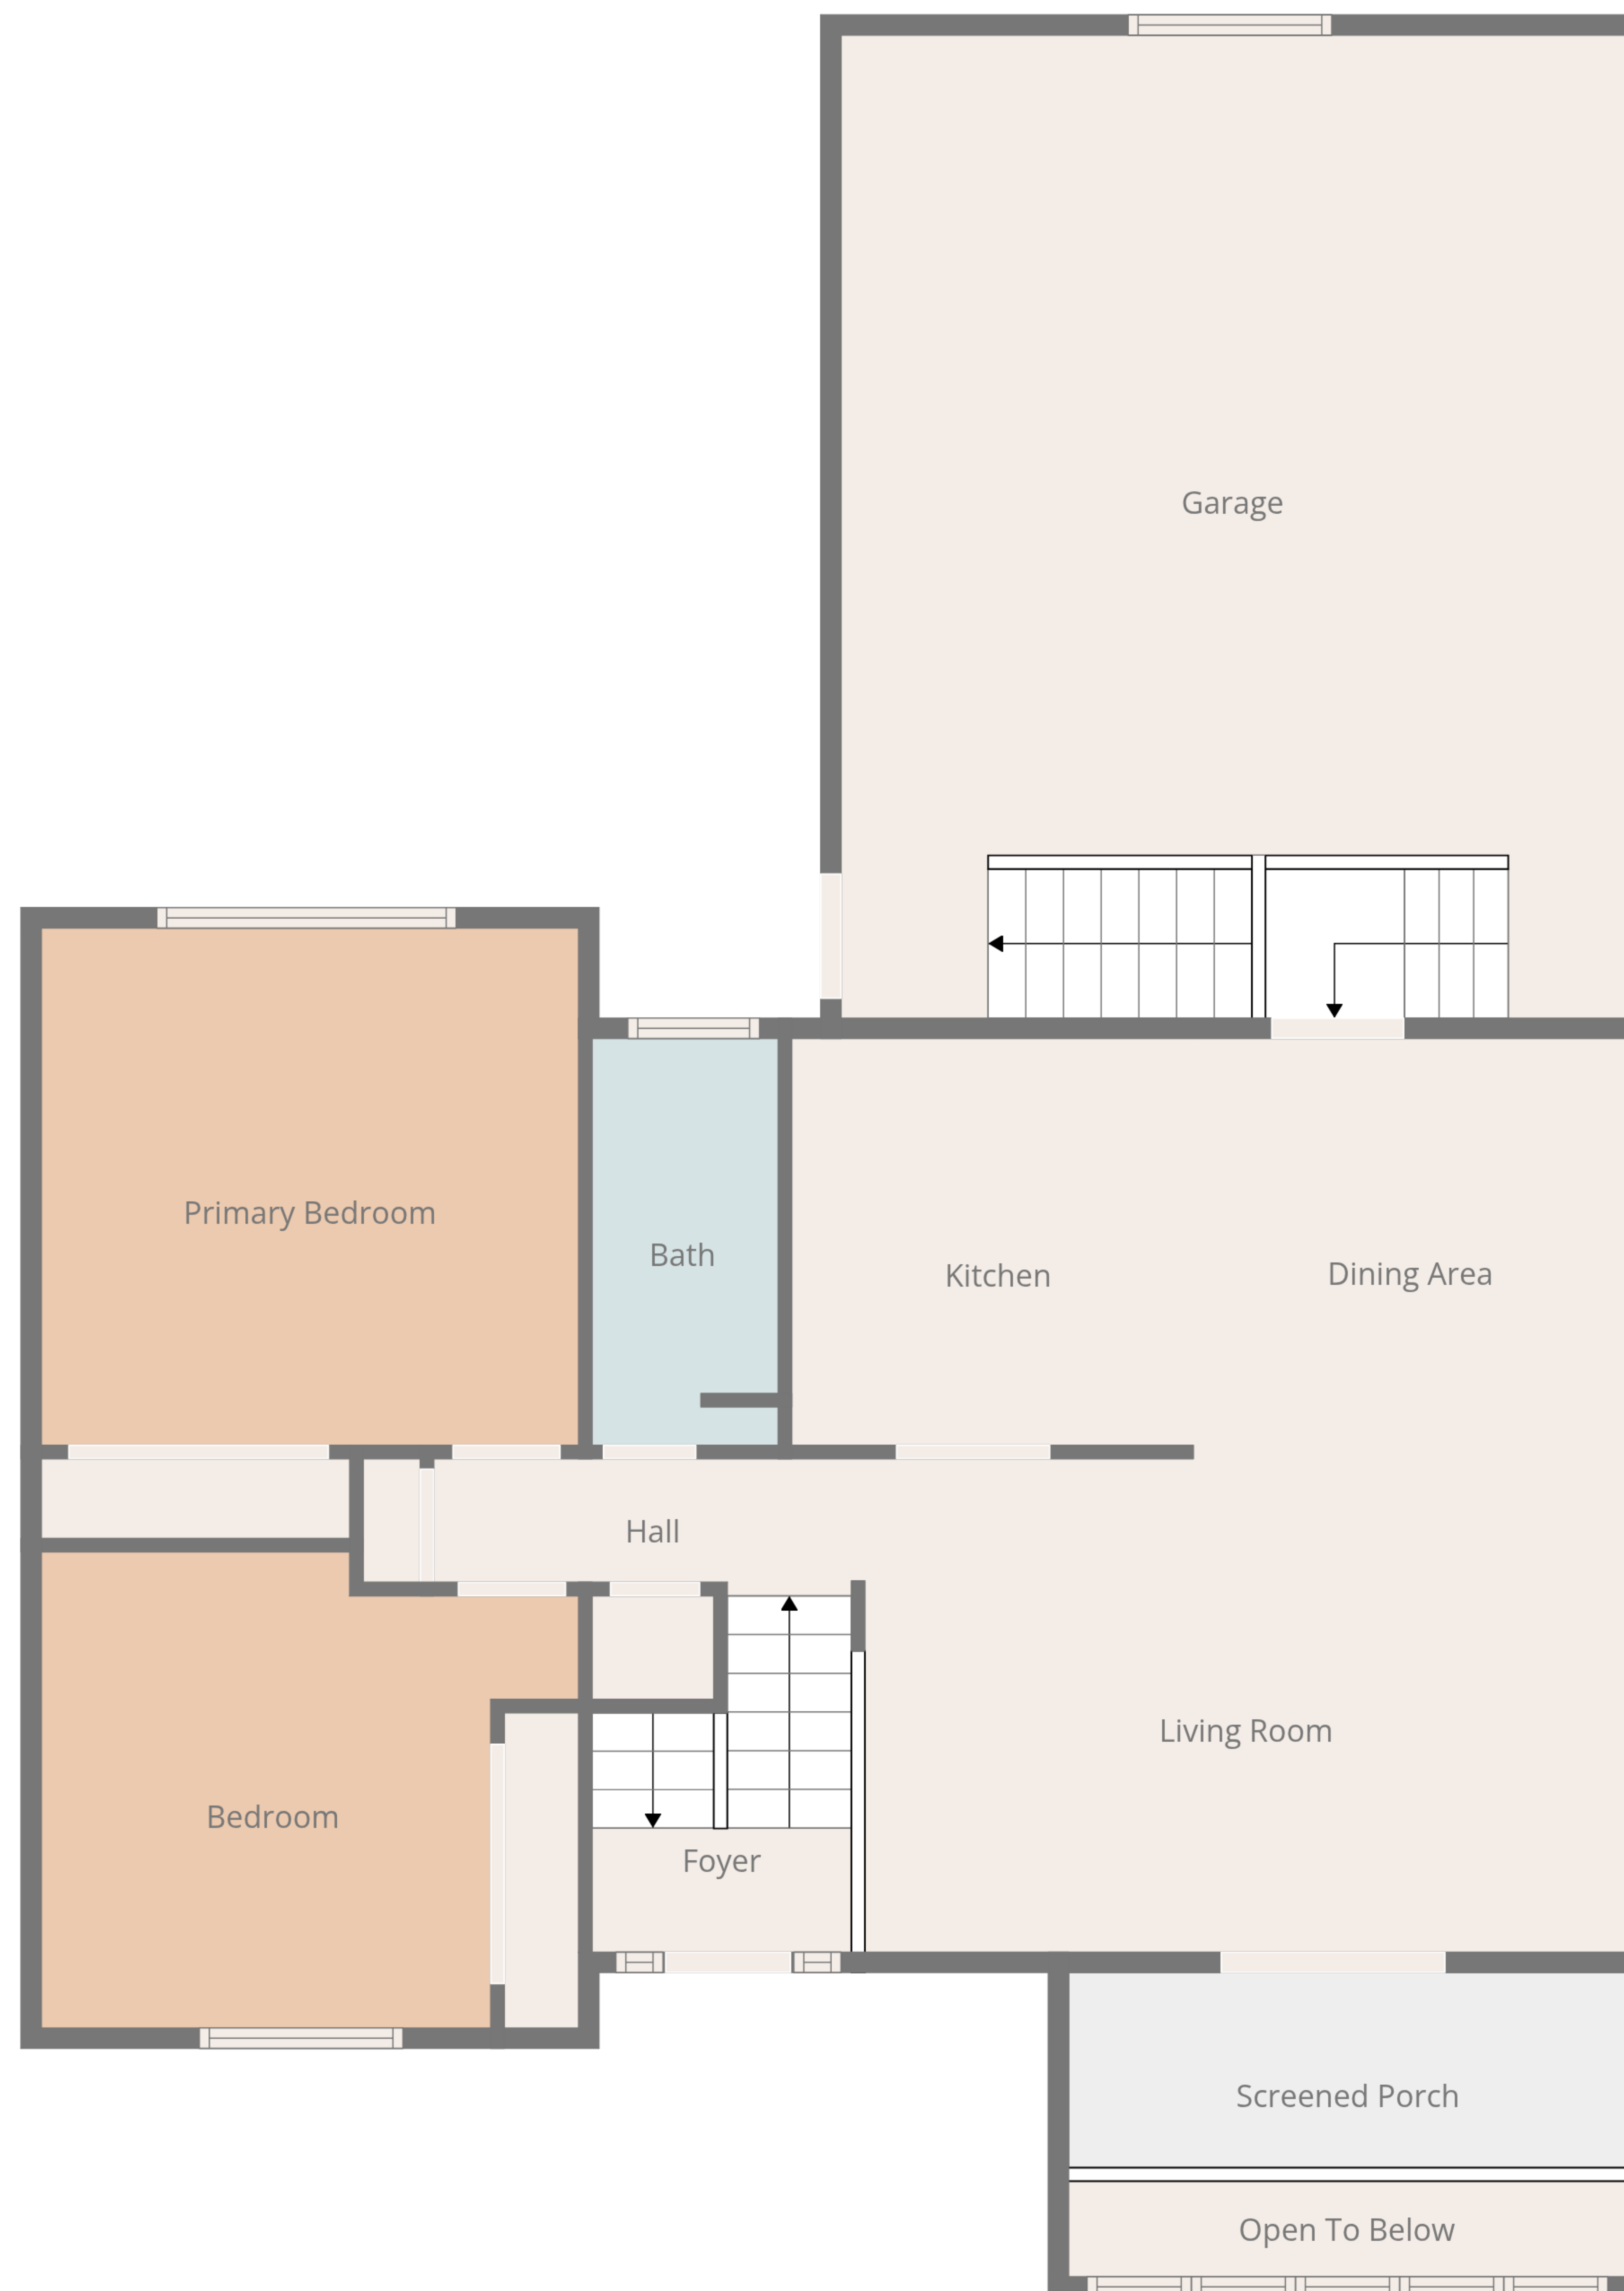 Garage
Primary Bedroom
Bath
Kitchen
Dining Area
Hall
Living Room
Bedroom
Foyer
Screened Porch
Open To Below